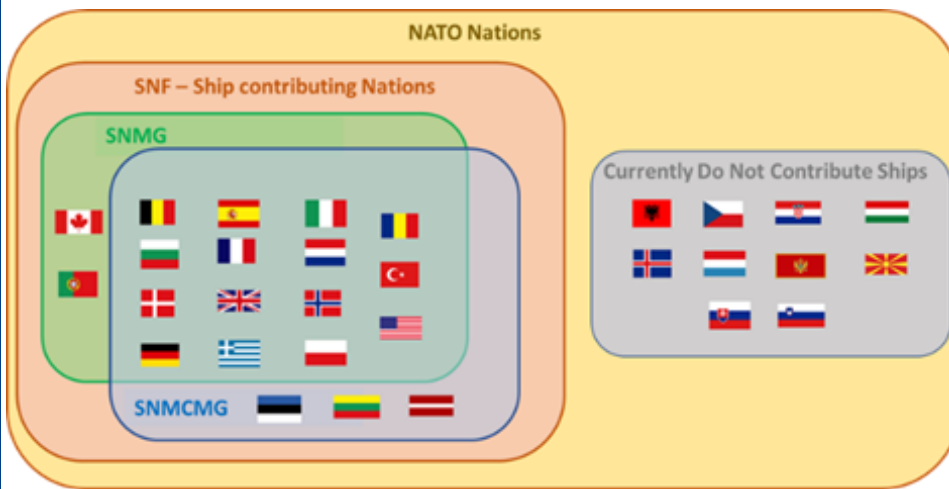 NATO Nations
SNF – Ship contributing Nations
SNMG
Currently Do Not Contribute Ships
SNMCMG